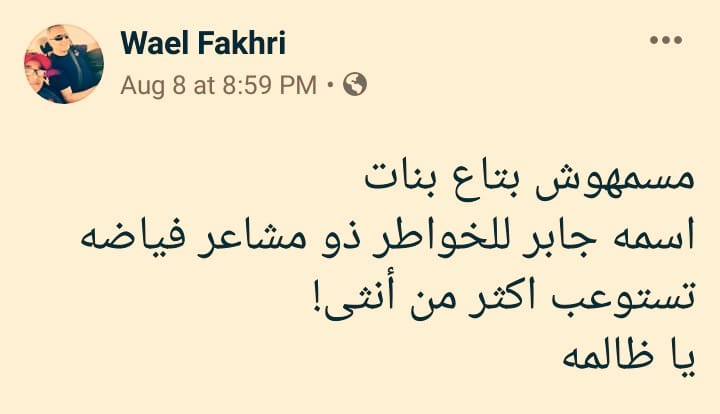 Wael Fakhri
Aug 8 at 8:59 PM
مسمهوش بتاع بنات
اسمه جابر للخواطر ذو مشاعر فياضه
تستوعب اكثر من أنثى!
يا ظالمه